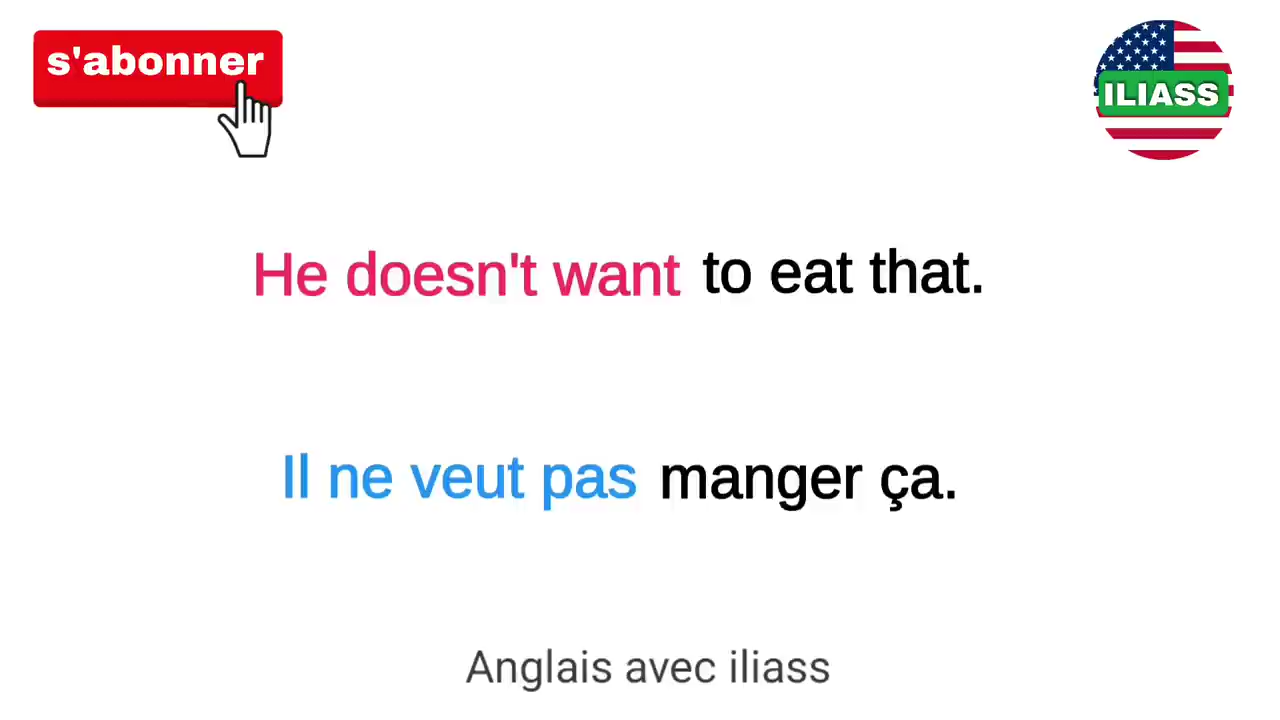 s'abonner
ILIASS
He doesn't want to eat that.
Il ne veut pas manger ça.
Anglais avec iliass